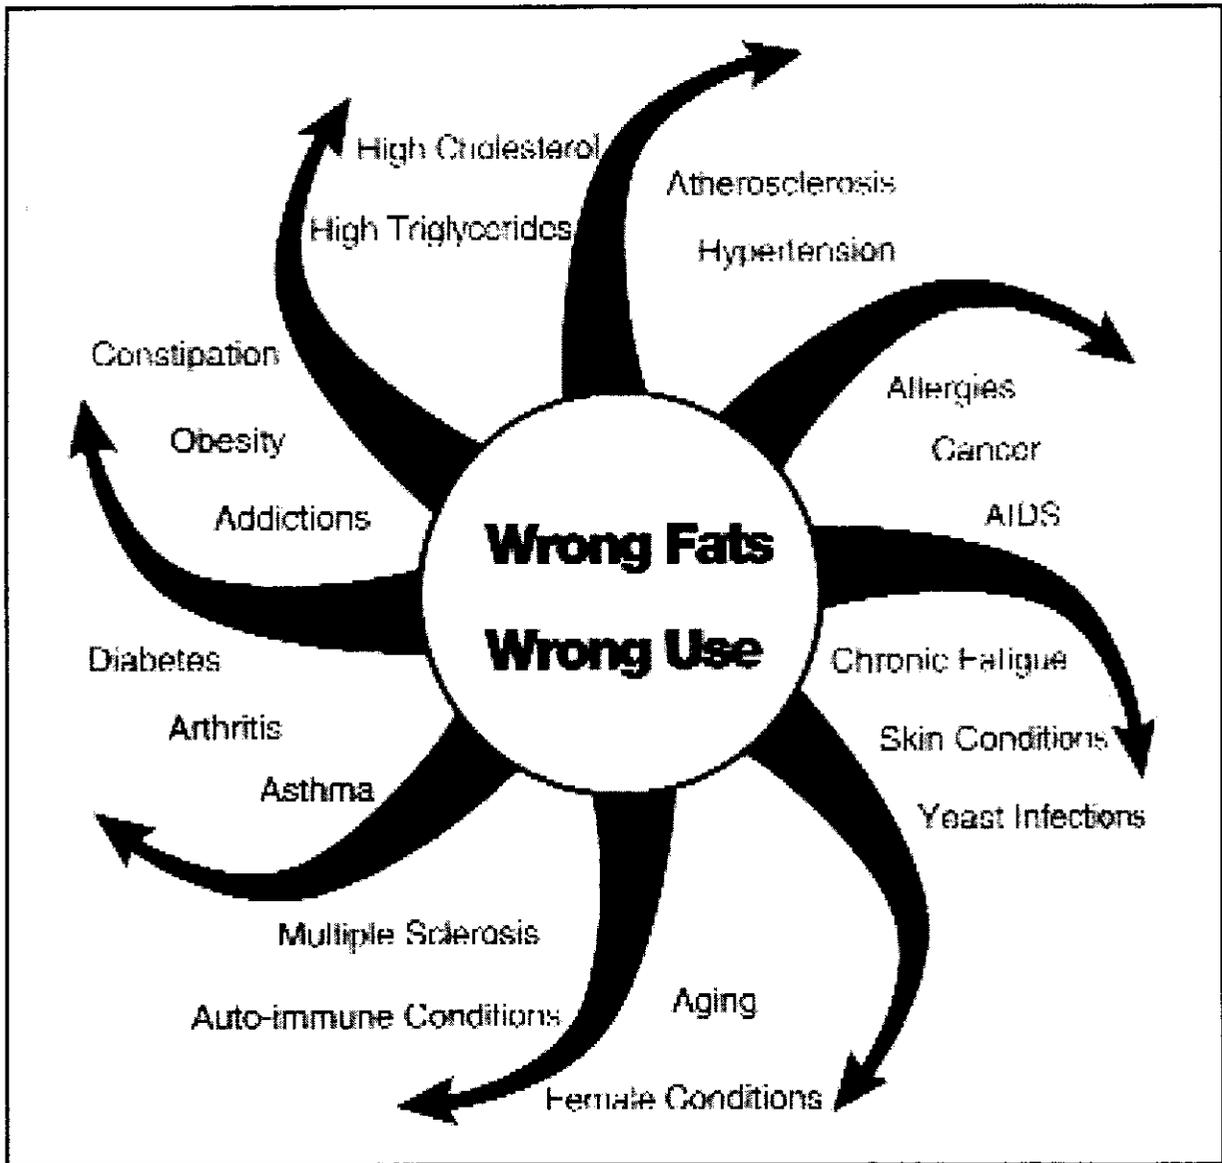 High Cholesterol
High Triglycerides
Atherosclerosis
Hypertension
Allergies
Cancer
AIDS
Chronic Fatigue
Skin Conditions
Yeast Infections
Aging
Female Conditions
Multiple Sclerosis
Auto-immune Conditions
Diabetes
Arthritis
Asthma
Constipation
Obesity
Addictions
Wrong Fats
Wrong Use